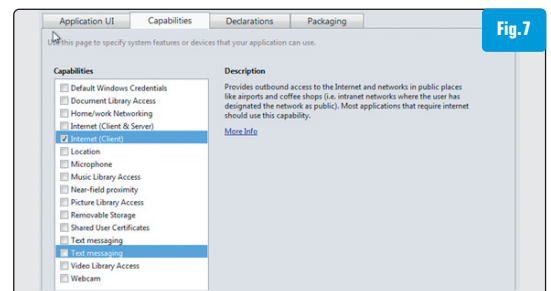 Application UI Capabilities Declarations Packaging
Fig.7
Use this page to specify system features or devices that your application can use.
Capabilities
Default Windows Credentials
Document Library Access
Home/work Networking
Internet (Client & Server)
Internet (Client)
Location
Microphone
Music Library Access
Near-field proximity
Picture Library Access
Removable Storage
Shared User Certificates
Text messaging
Text messaging
Video Library Access
Webcam
Description
Provides outbound access to the Internet and networks in public places
like airports and coffee shops (i.e. intranet networks where the user has
designated the network as public). Most applications that require internet
should use this capability.
More Info